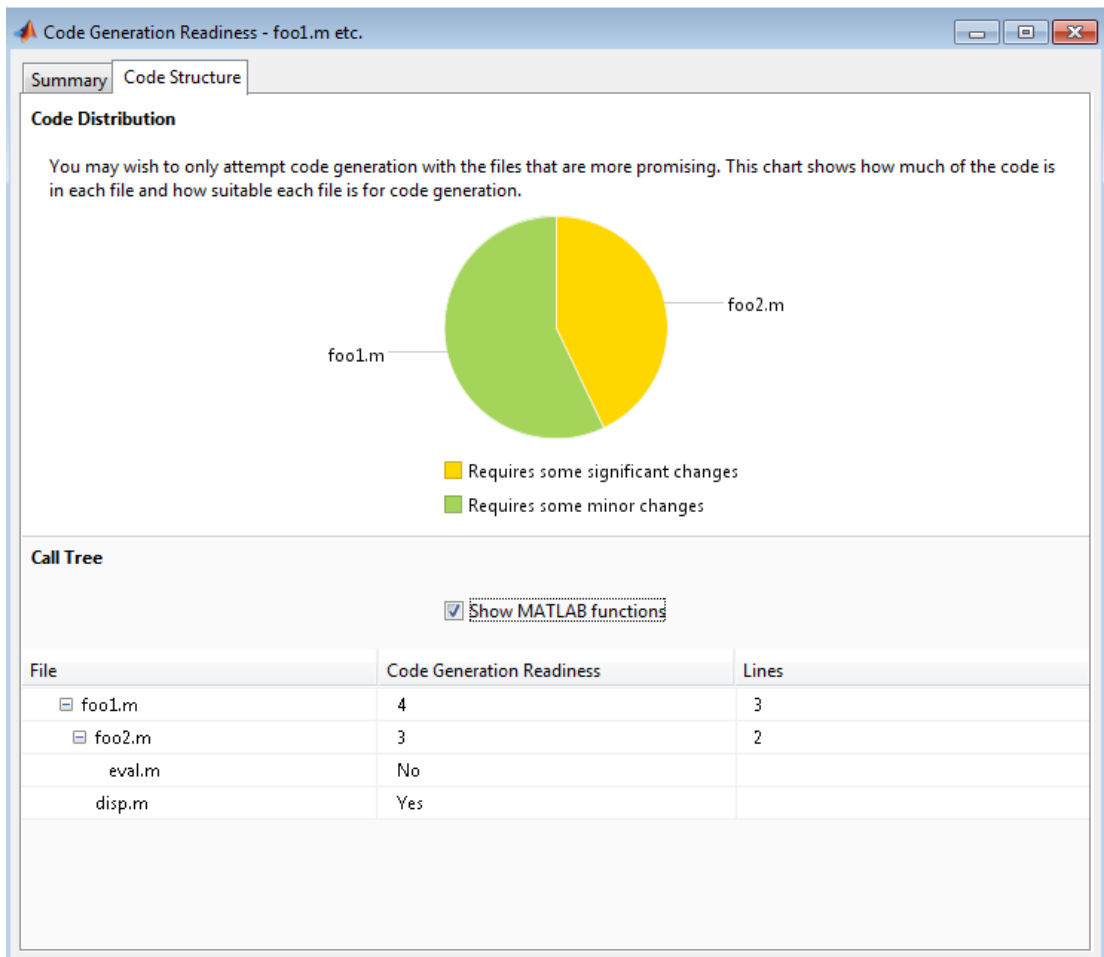 Code Generation Readiness - foo1.m etc.
Summary
Code Structure
Code Distribution
You may wish to only attempt code generation with the files that are more promising. This chart shows how much of the code is
in each file and how suitable each file is for code generation.
foo2.m
foo1.m
Requires some significant changes
Requires some minor changes
Call Tree
Show MATLAB functions
File Code Generation Readiness Lines
foo1.m 4 3
foo2.m 3 2
eval.m No
disp.m Yes